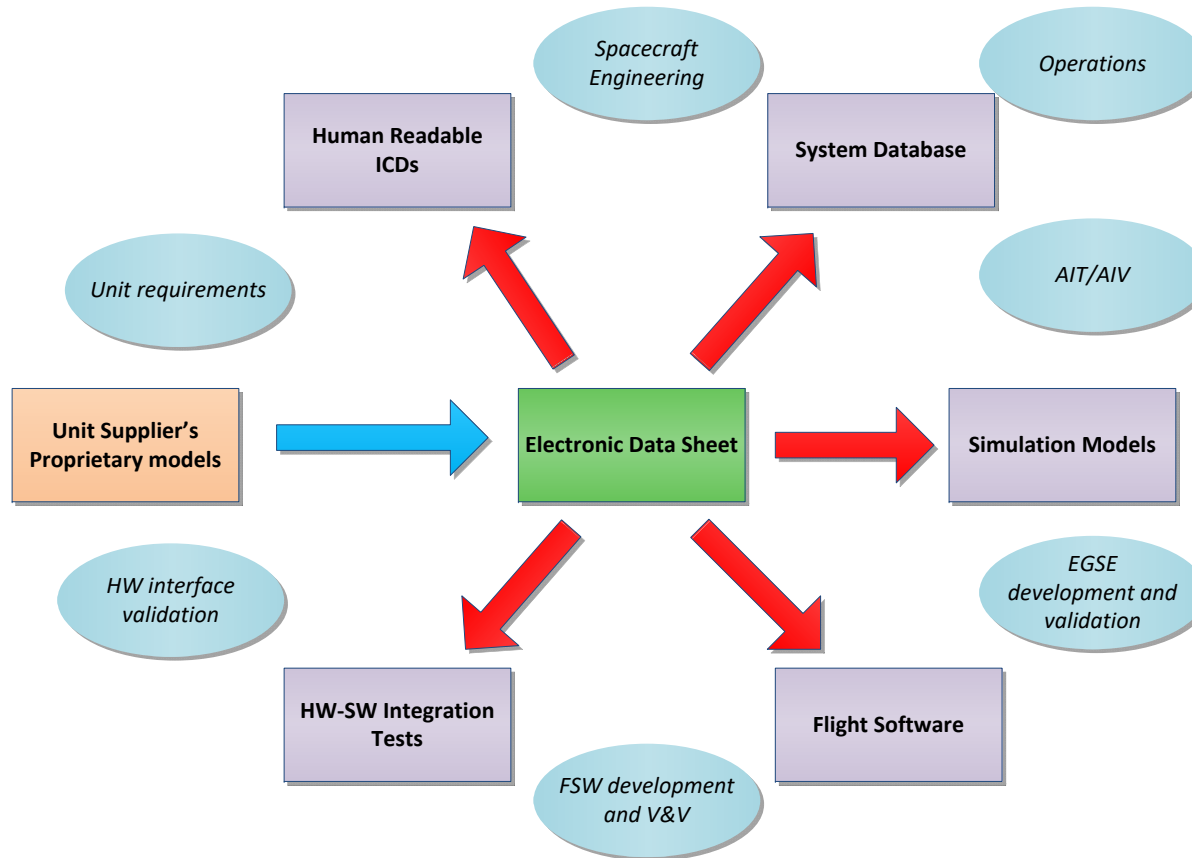 Spacecraft
Engineering
Operations
Human Readable
ICDs
System Database
Unit requirements
AIT/AIV
Unit Supplier’s
Proprietary models
Electronic Data Sheet
Simulation Models
HW interface
validation
EGSE
development and
validation
HW-SW Integration
Tests
Flight Software
FSW development
and V&V